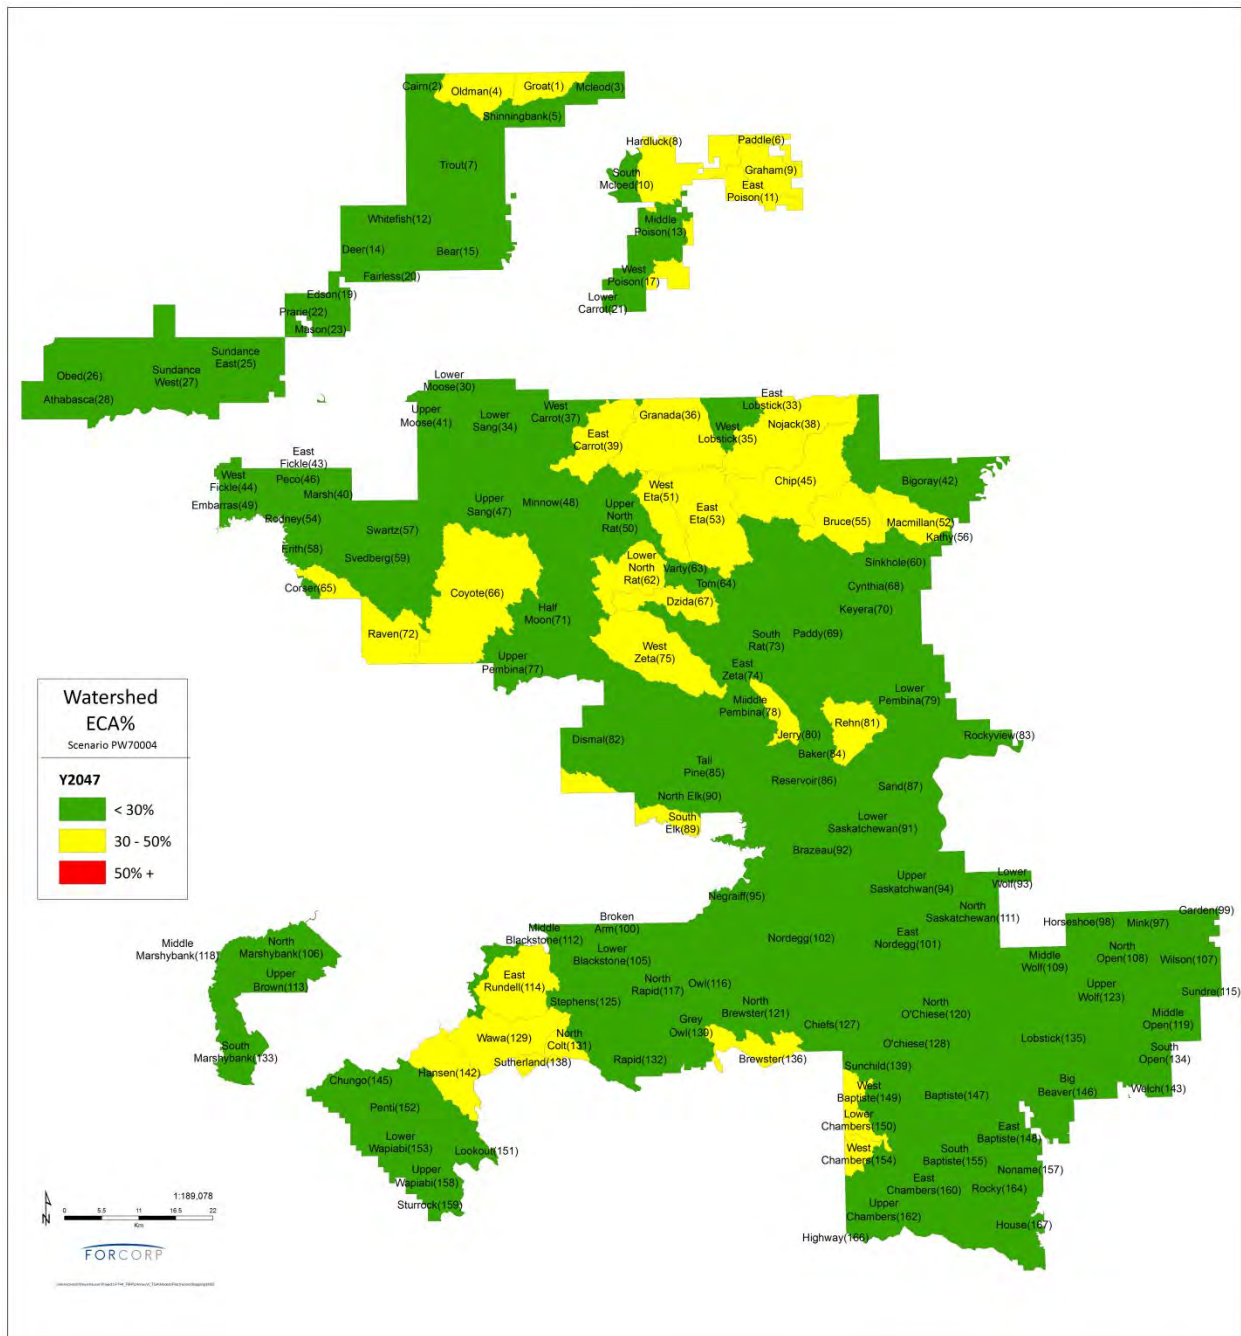 Cairn(2)
Oldman(4)
Groat(1)
Mcleod(3)
Shinningbank(5)
Trout(7)
Whitefish(12)
Deer(14)
Bear(15)
Fairless(20)
Edson(19)
Prarie(22)
Mason(23)
Sundance
East(25)
Sundance
West(27)
Obed(26)
Athabasca(28)
Hardluck(8)
Paddle(6)
South
Mcloed(10)
Graham(9)
East
Poison(11)
Middle
Poison(13)
West
Poison(17)
Lower
Carrot(21)
Lower
Moose(30)
Upper
Moose(41)
Lower
Sang(34)
West
Carrot(37)
East
Carrot(39)
Granada(36)
East
Lobstick(33)
West
Lobstick(35)
Nojack(38)
East
Fickle(43)
West
Fickle(44)
Peco(46)
Marsh(40)
Embarras(49)
Rodney(54)
Upper
Sang(47)
Minnow(48)
Upper
North
Rat(50)
West
Eta(51)
East
Eta(53)
Chip(45)
Bigoray(42)
Bruce(55)
Macmillan(52)
Kathy(56)
Swartz(57)
Erith(58)
Svedberg(59)
Corser(65)
Coyote(66)
Raven(72)
Lower
North
Rat(62)
Varty(63)
Tom(64)
Dzida(67)
Sinkhole(60)
Cynthia(68)
Keyera(70)
Half
Moon(71)
Upper
Pembina(77)
West
Zeta(75)
South
Rat(73)
Paddy(69)
East
Zeta(74)
Miiddle
Pembina(78)
Jerry(80)
Rehn(81)
Lower
Pembina(79)
Rockyview(83)
Baker(84)
Dismal(82)
Tall
Pine(85)
Reservoir(86)
Sand(87)
North Elk(90)
South
Elk(89)
Lower
Saskatchewan(91)
Brazeau(92)
Negraiff(95)
Upper
Saskatchwan(94)
Lower
Wolf(93)
North
Saskatchewan(111)
Horseshoe(98)
Mink(97)
Garden(99)
Watershed
ECA%
Scenario PW70004
Y2047
< 30%
30 - 50%
50% +
Middle
Marshybank(118)
North
Marshybank(106)
Upper
Brown(113)
South
Marshybank(133)
Middle
Blackstone(112)
Broken
Arm(100)
Lower
Blackstone(105)
Nordegg(102)
East
Nordegg(101)
Middle
Wolf(109)
North
Open(108)
Wilson(107)
East
Rundell(114)
Stephens(125)
North
Rapid(117)
Owl(116)
North
Brewster(121)
Chiefs(127)
North
O'Chiese(120)
Upper
Wolf(123)
Sundre(115)
Middle
Open(119)
Wawa(129)
North
Colt(131)
Sutherland(138)
Grey
Owl(130)
Rapid(132)
Brewster(136)
O'chiese(128)
Lobstick(135)
South
Open(134)
Welch(143)
Hansen(142)
Chungo(145)
Penti(152)
Lower
Wapiabi(153)
Lookout(151)
Upper
Wapiabi(158)
Sturrock(159)
Sunchild(139)
West
Baptiste(149)
Baptiste(147)
Big
Beaver(146)
Lower
Chambers(150)
East
Baptiste(148)
West
Chambers(154)
South
Baptiste(155)
Noname(157)
East
Chambers(160)
Rocky(164)
Upper
Chambers(162)
House(167)
Highway(166)
N
1:189,078
0 5.5 11 16.5 22
Km
FORCORP